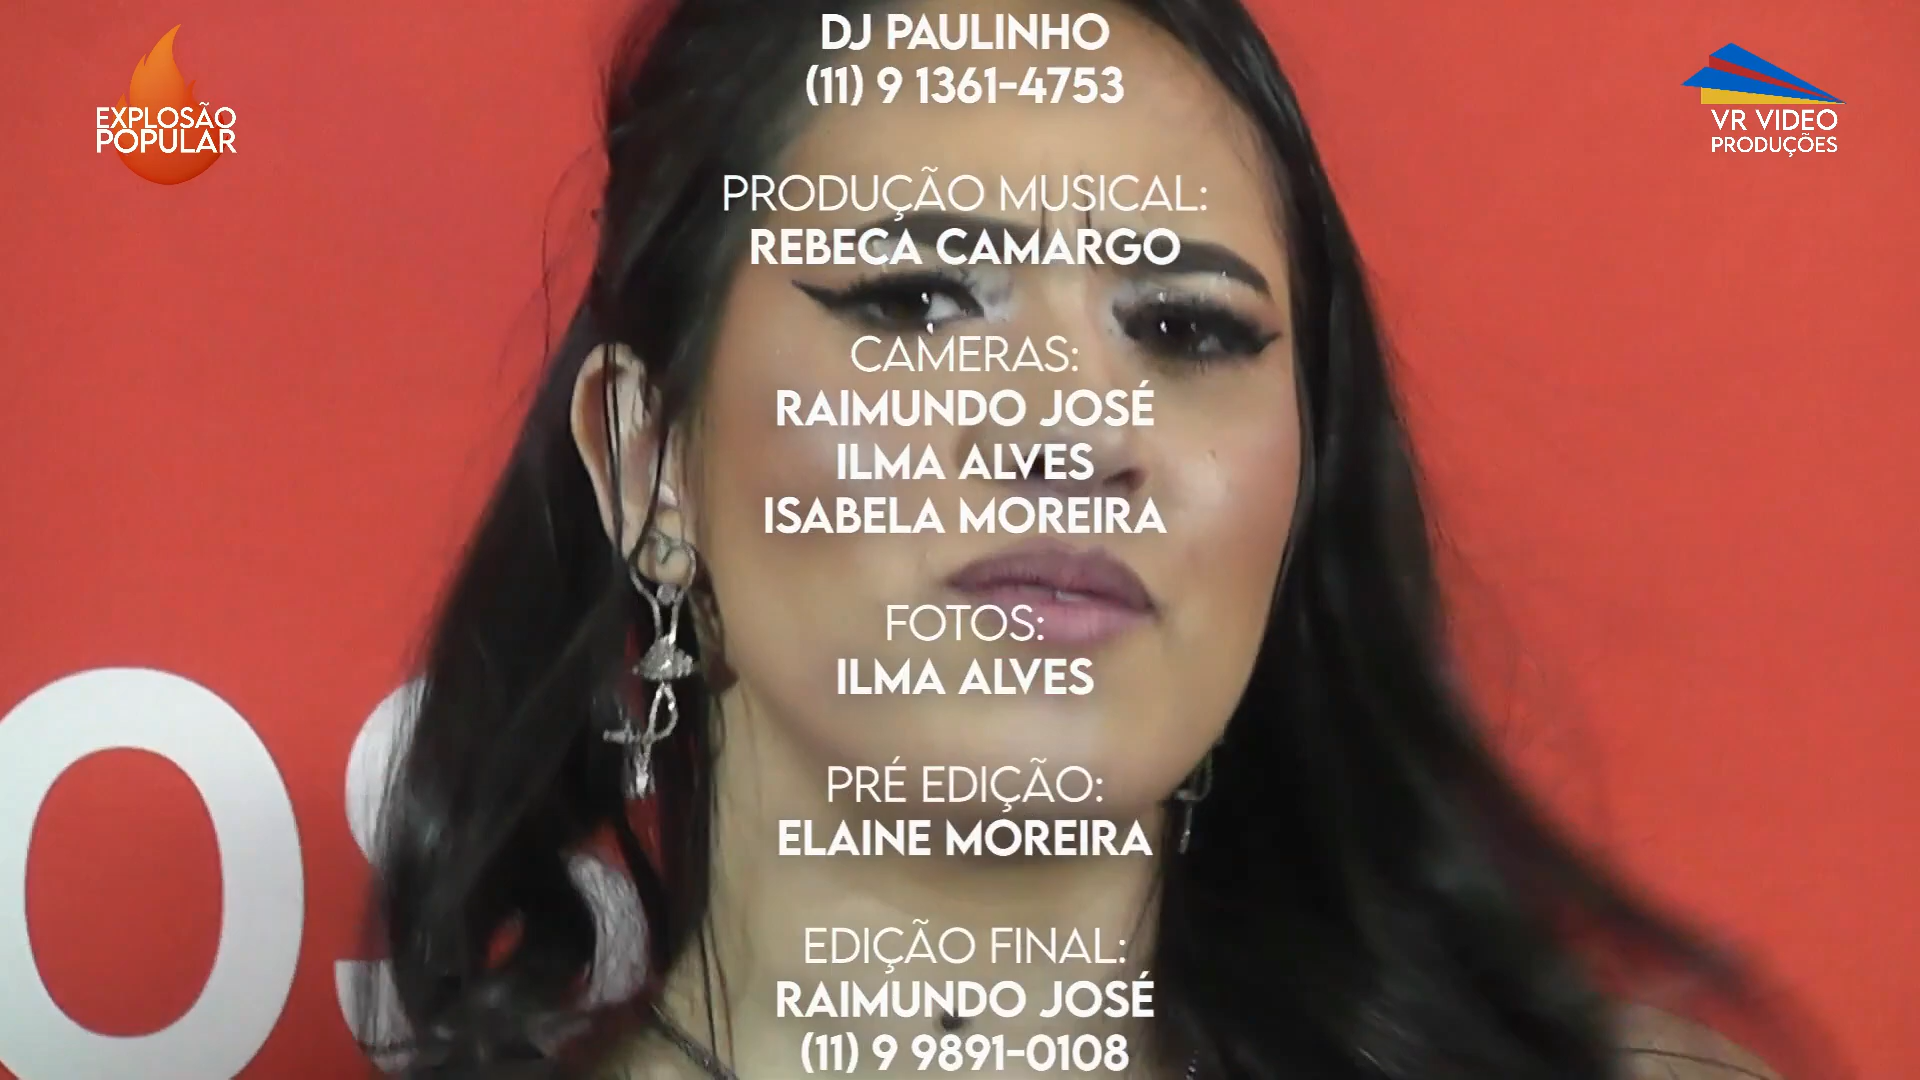 DJ PAULINHO
(11) 9 1361-4753
EXPLOSÃO
POPULAR
VR VIDEO
PRODUÇÕES
PRODUÇÃO MUSICAL:
REBECA CAMARGO
CAMERAS:
RAIMUNDO JOSÉ
ILMA ALVES
ISABELA MOREIRA
FOTOS:
ILMA ALVES
PRÉ EDIÇÃO:
ELAINE MOREIRA
EDIÇÃO FINAL:
RAIMUNDO JOSÉ
(11) 9 9891-0108
OS